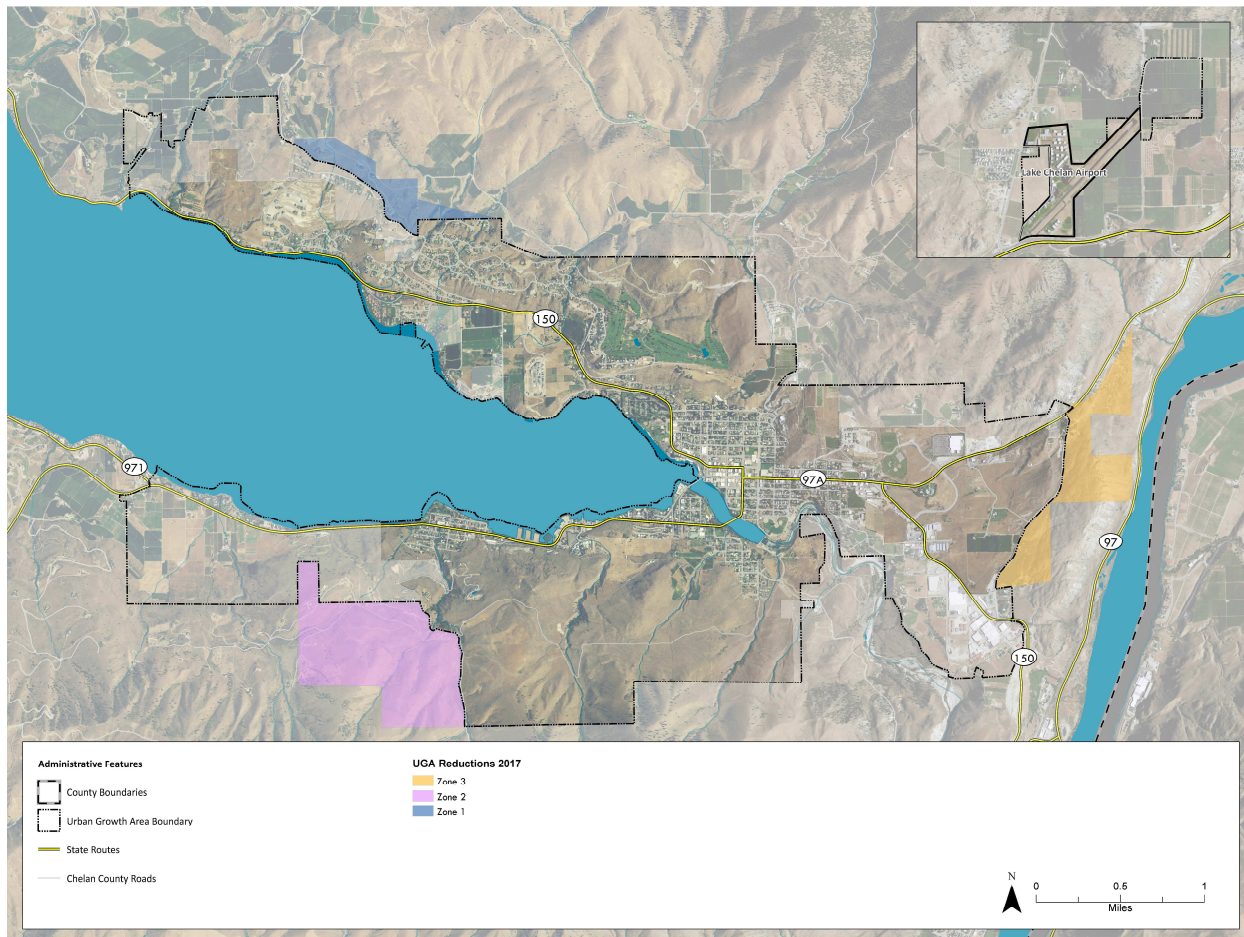 Lake Chelan Airport
150
971
97A
97
150
Administrative Features
County Boundaries
Urban Growth Area Boundary
State Routes
Chelan County Roads
UGA Reductions 2017
Zone 3
Zone 2
Zone 1
N
0 0.5 1
Miles